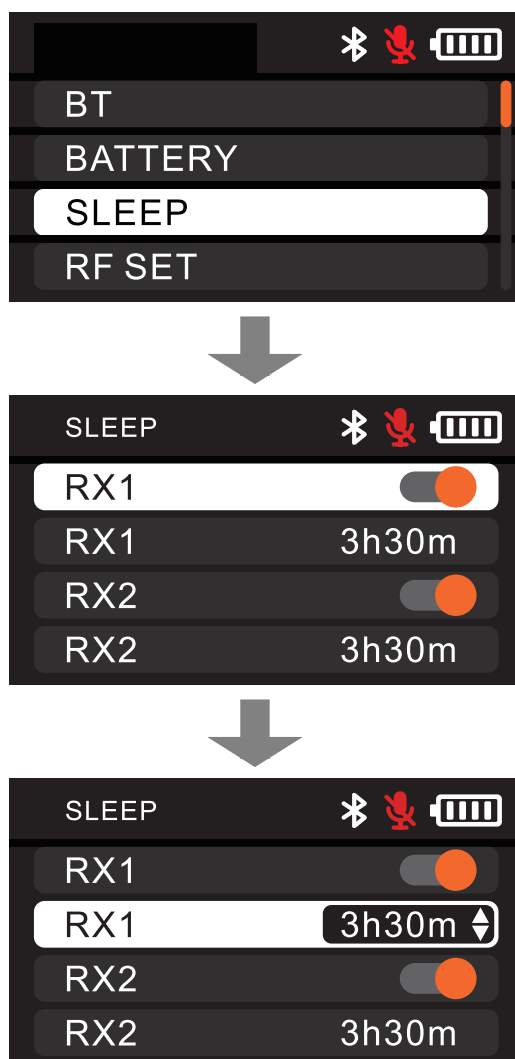 BT
BATTERY
SLEEP
RF SET
SLEEP
RX1
RX1 3h30m
RX2
RX2 3h30m
SLEEP
RX1
RX1 3h30m
RX2
RX2 3h30m